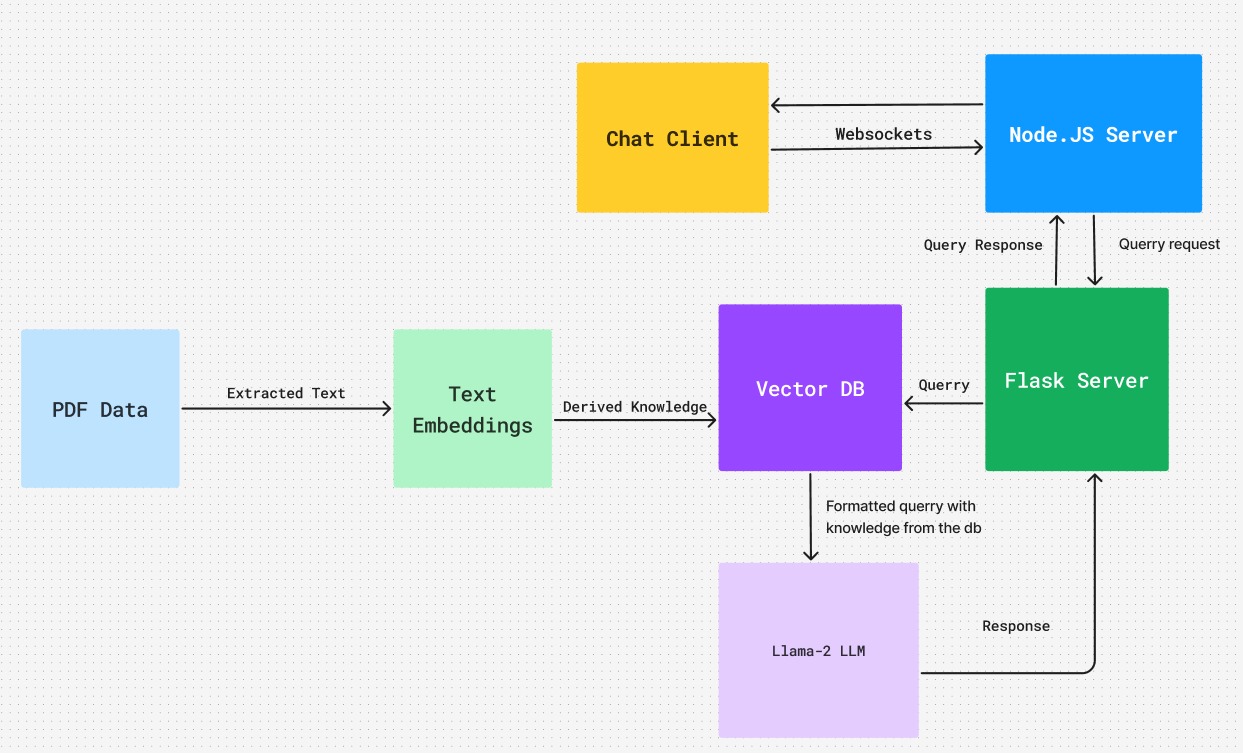 Chat Client
Websockets
Node.JS Server
Query Response
Querry request
PDF Data
Extracted Text
Text
Embeddings
Derived Knowledge
Vector DB
Querry
Flask Server
Formatted querry with
knowledge from the db
Llama-2 LLM
Response